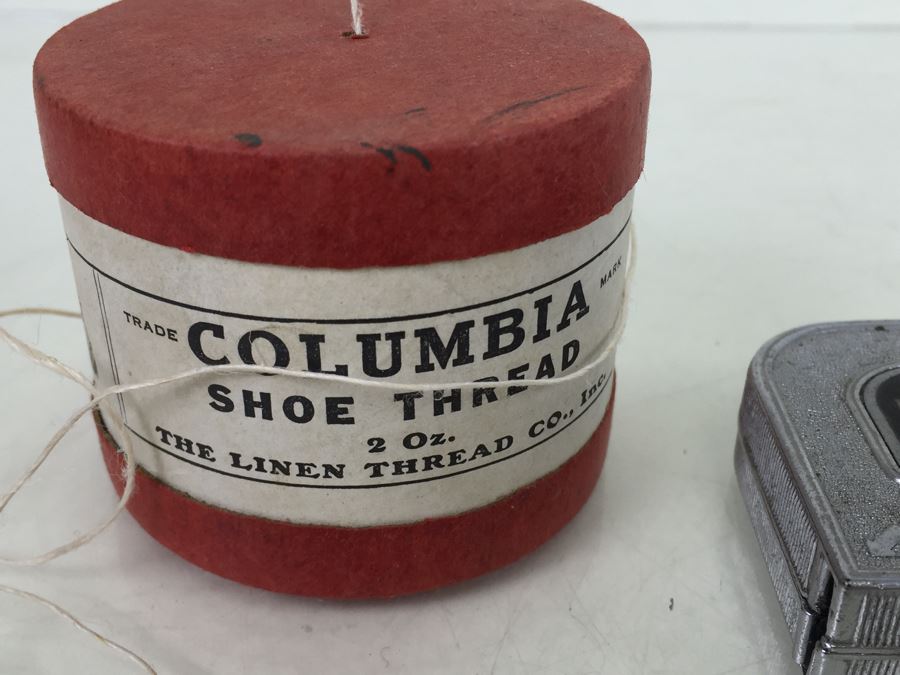 TRADE COLUMBIA MARK
SHOE THREAD
2 Oz.
THE LINEN THREAD CO., Inc.